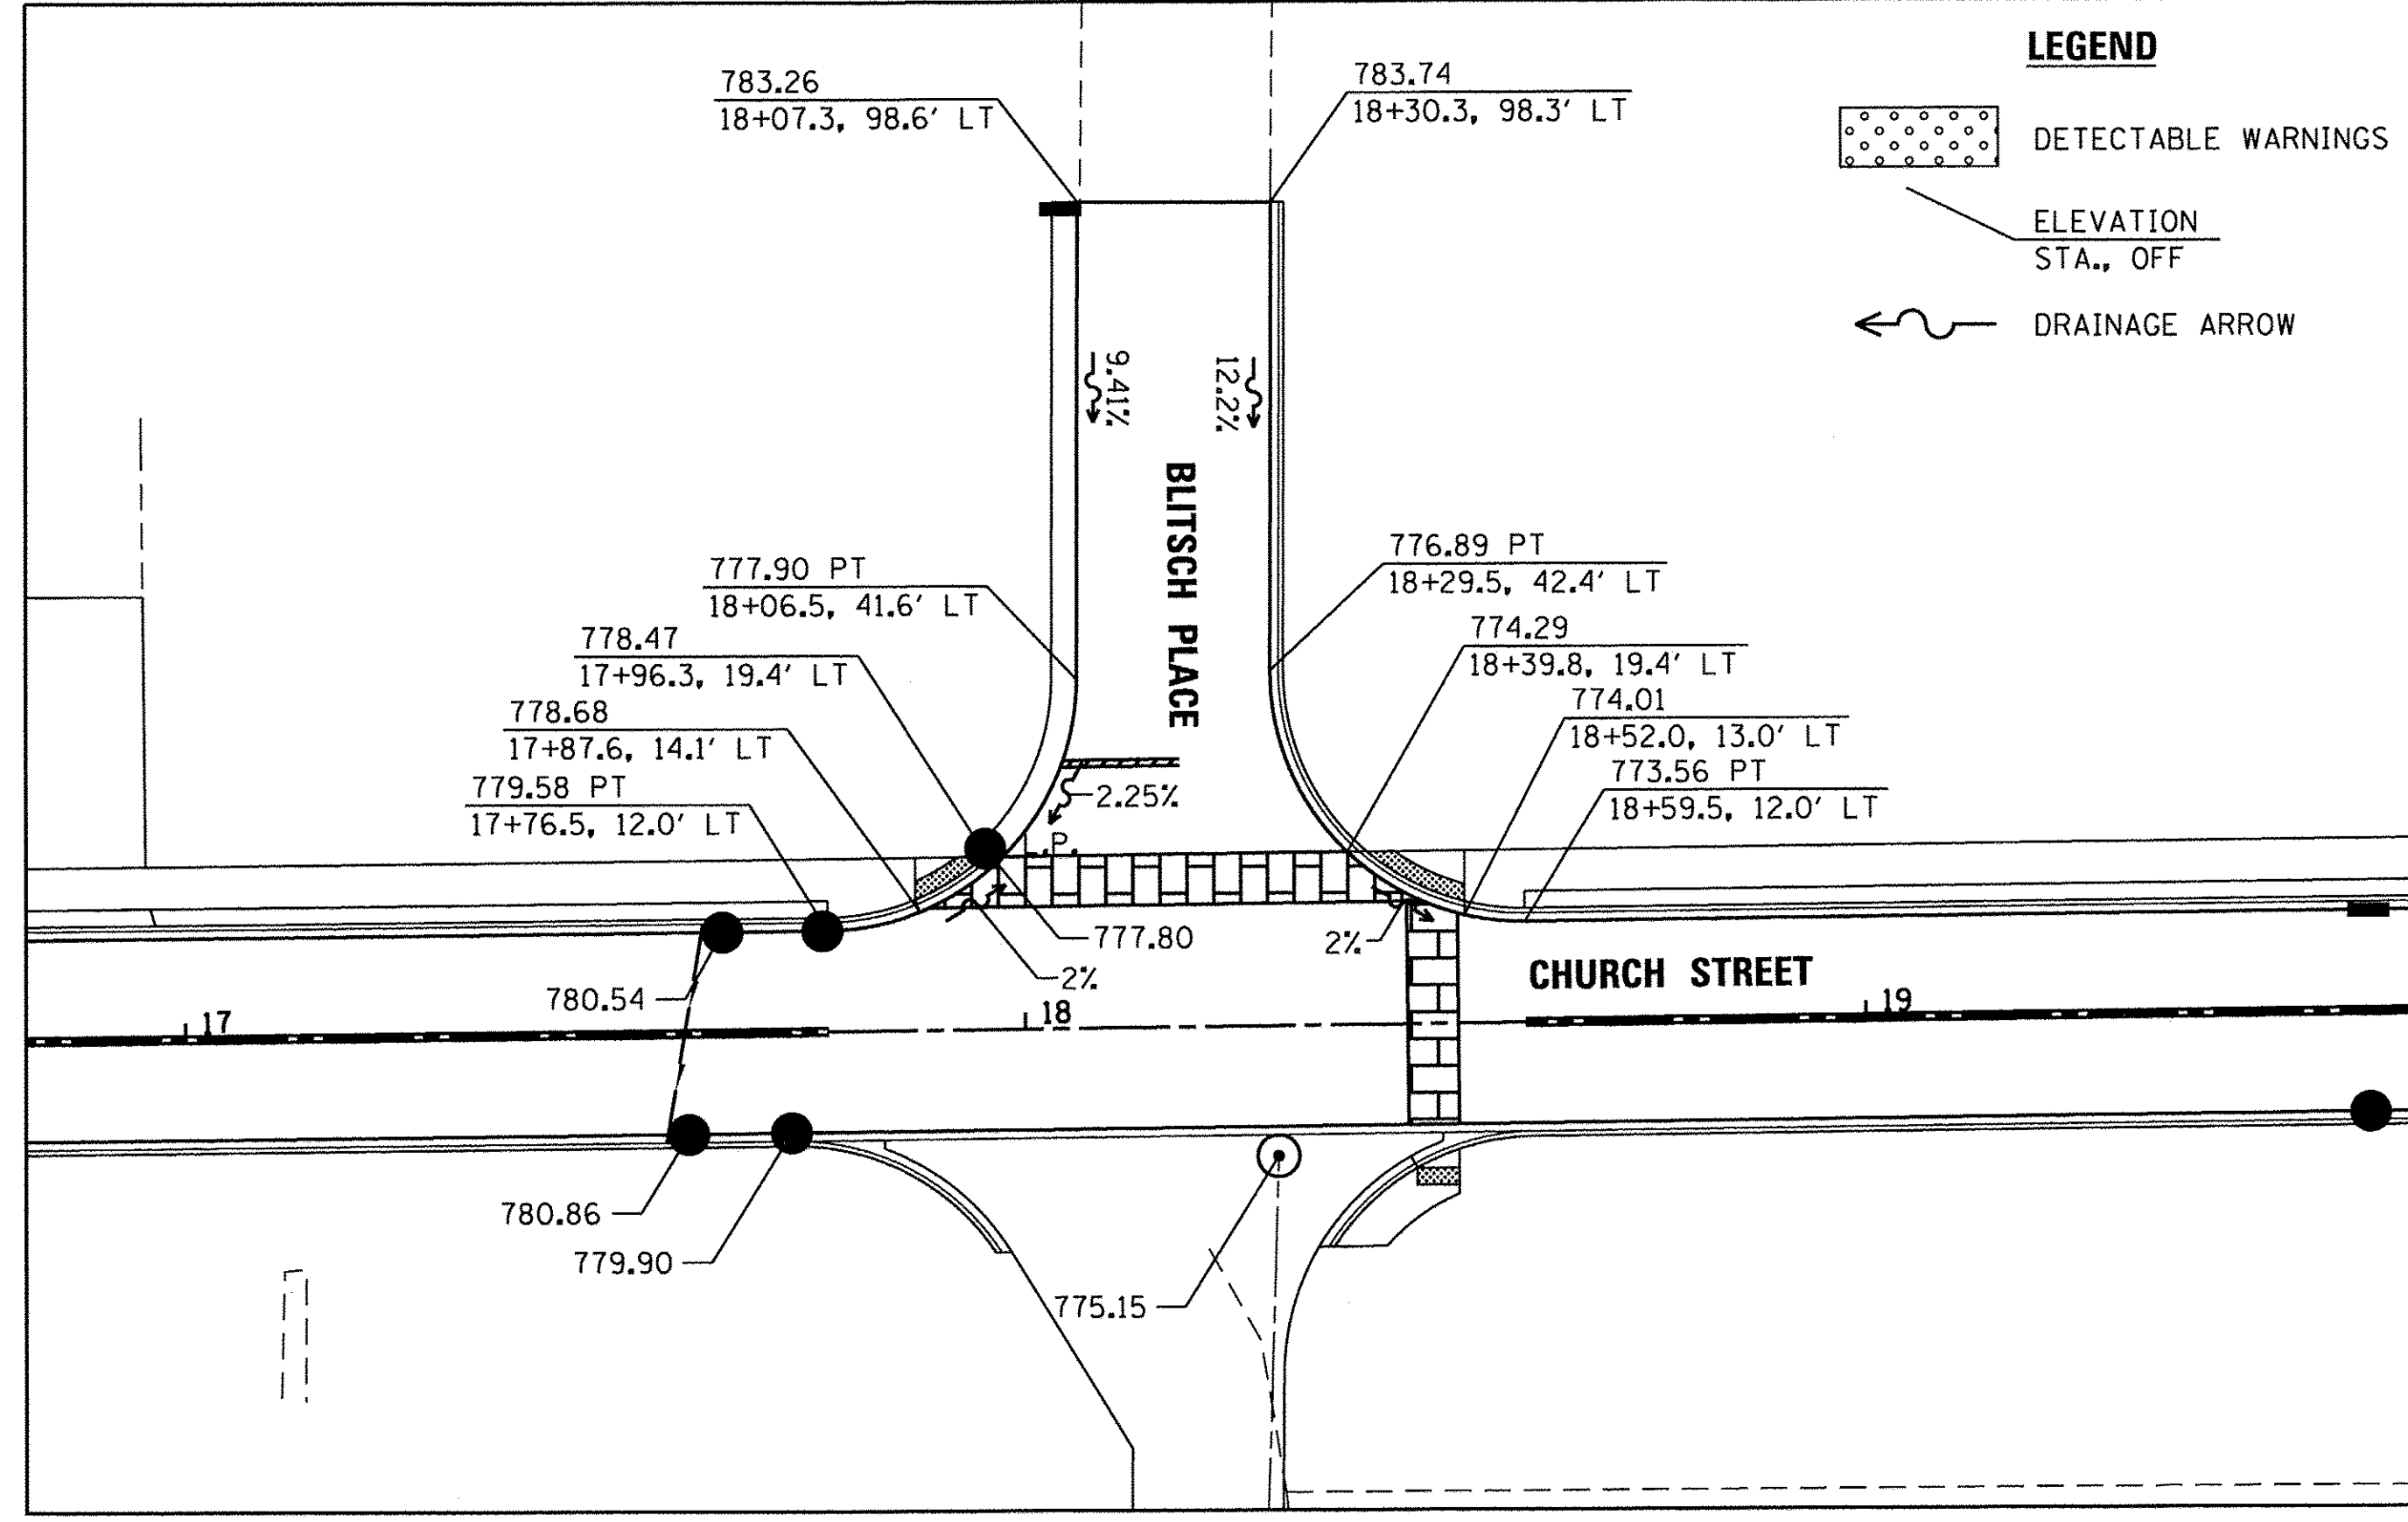 LEGEND
DETECTABLE WARNINGS
ELEVATION
STA., OFF
DRAINAGE ARROW
783.26
18+07.3, 98.6' LT
783.74
18+30.3, 98.3' LT
9.41%
12.2%
BLITSCH PLACE
777.90 PT
18+06.5, 41.6' LT
776.89 PT
18+29.5, 42.4' LT
778.47
17+96.3, 19.4' LT
774.29
18+39.8, 19.4' LT
778.68
17+87.6, 14.1' LT
774.01
18+52.0, 13.0' LT
779.58 PT
17+76.5, 12.0' LT
773.56 PT
18+59.5, 12.0' LT
2.25%
.P.
777.80
2%
2%
CHURCH STREET
780.54
17
18
19
780.86
779.90
775.15